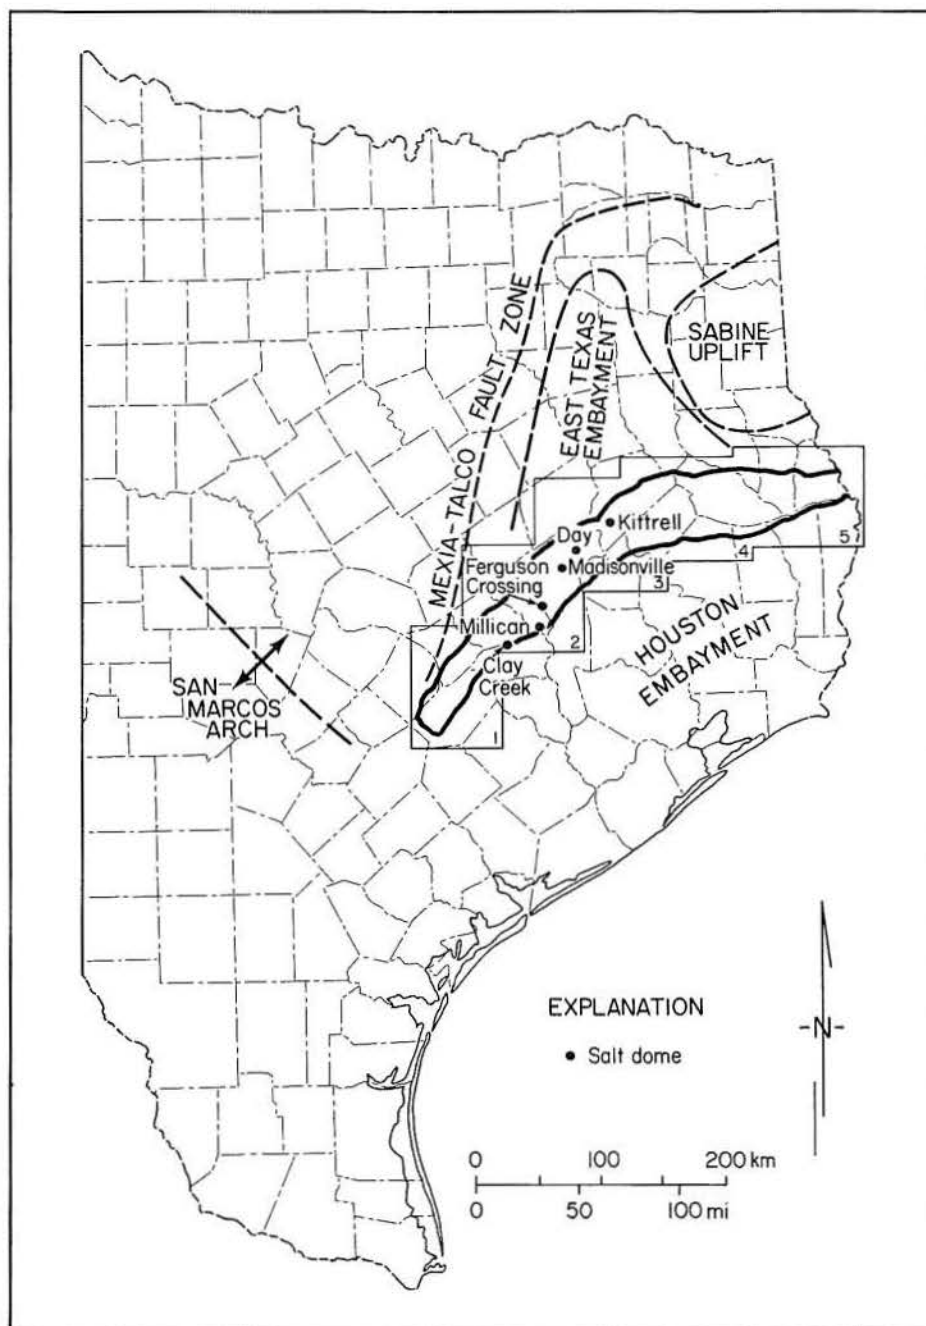 MEXIA-TALCO FAULT ZONE
EAST TEXAS
EMBAYMENT
SABINE
UPLIFT
Kittrell
Day
Ferguson
Crossing
Madisonville
Millican
Clay
Creek
1
2
3
4
5
HOUSTON
EMBAYMENT
SAN
MARCOS
ARCH
EXPLANATION
Salt dome
-N-
0 100 200 km
0 50 100 mi